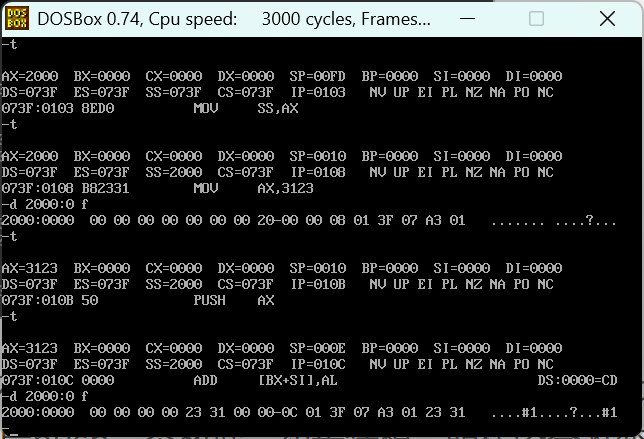 DOS BOX DOSBox 0.74, Cpu speed: 3000 cycles, Frames...
-t
AX=2000 BX=0000 CX=0000 DX=0000 SP=00FD BP=0000 SI=0000 DI=0000
DS=073F ES=073F SS=073F CS=073F IP=0103 NV UP EI PL NZ NA PO NC
073F:0103 8ED0 MOV SS,AX
-t
AX=2000 BX=0000 CX=0000 DX=0000 SP=0010 BP=0000 SI=0000 DI=0000
DS=073F ES=073F SS=2000 CS=073F IP=0108 NV UP EI PL NZ NA PO NC
073F:0108 B82331 MOV AX,3123
-d 2000:0 f
2000:0000 00 00 00 00 00 00 00 20-00 00 08 01 3F 07 A3 01 ....... ....?...
-t
AX=3123 BX=0000 CX=0000 DX=0000 SP=0010 BP=0000 SI=0000 DI=0000
DS=073F ES=073F SS=2000 CS=073F IP=010B NV UP EI PL NZ NA PO NC
073F:010B 50 PUSH AX
-t
AX=3123 BX=0000 CX=0000 DX=0000 SP=000E BP=0000 SI=0000 DI=0000
DS=073F ES=073F SS=2000 CS=073F IP=010C NV UP EI PL NZ NA PO NC
073F:010C 0000 ADD [BX+SI],AL DS:0000=CD
-d 2000:0 f
2000:0000 00 00 00 00 23 31 00 00-0C 01 3F 07 A3 01 23 31 ....#1....?...#1
-